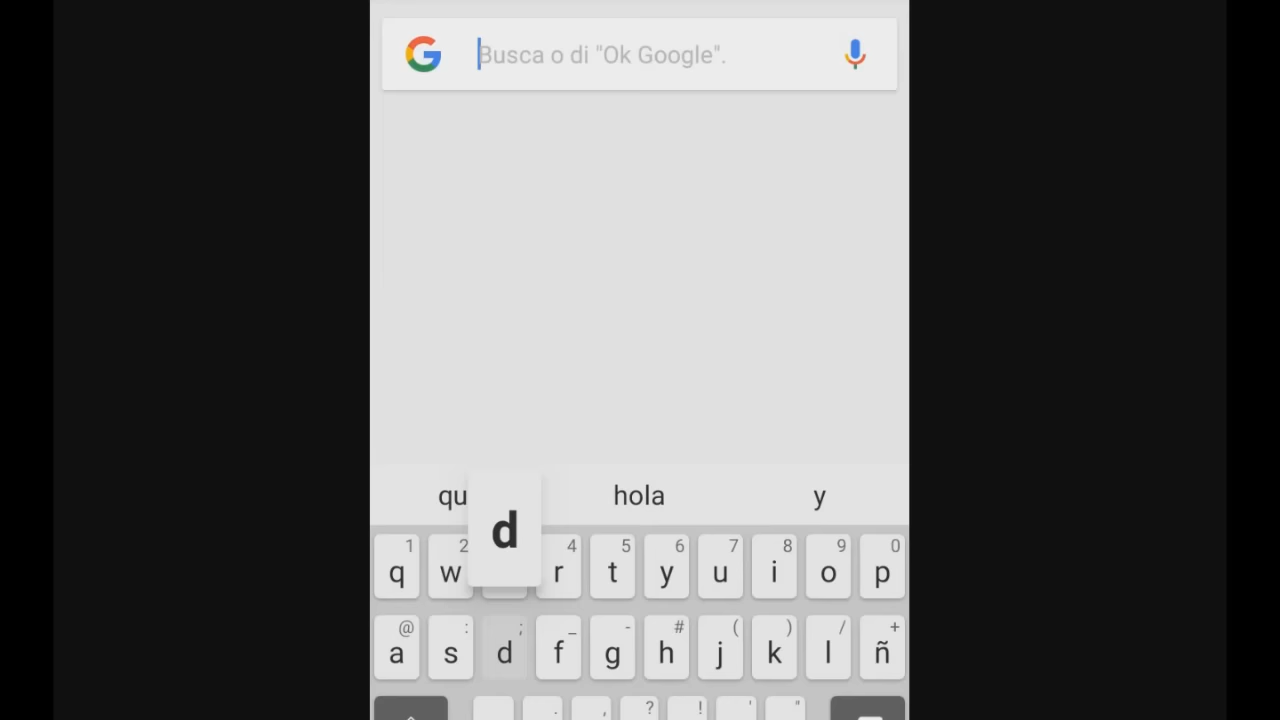 Busca o di "Ok Google".
qu hola y
d
1 2 4 5 6 7 8 9 0
q w r t y u i o p
@ : ; _ - # ( ) / +
a s d f g h j k l ñ
. , ? ! ' "